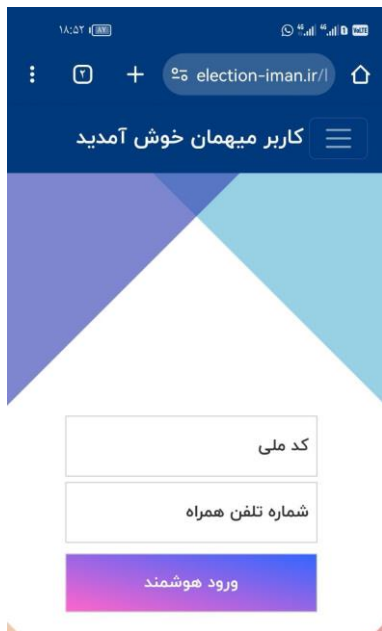 ۱۸:۵۲
election-iman.ir/l
کاربر میهمان خوش آمدید
کد ملی
شماره تلفن همراه
ورود هوشمند